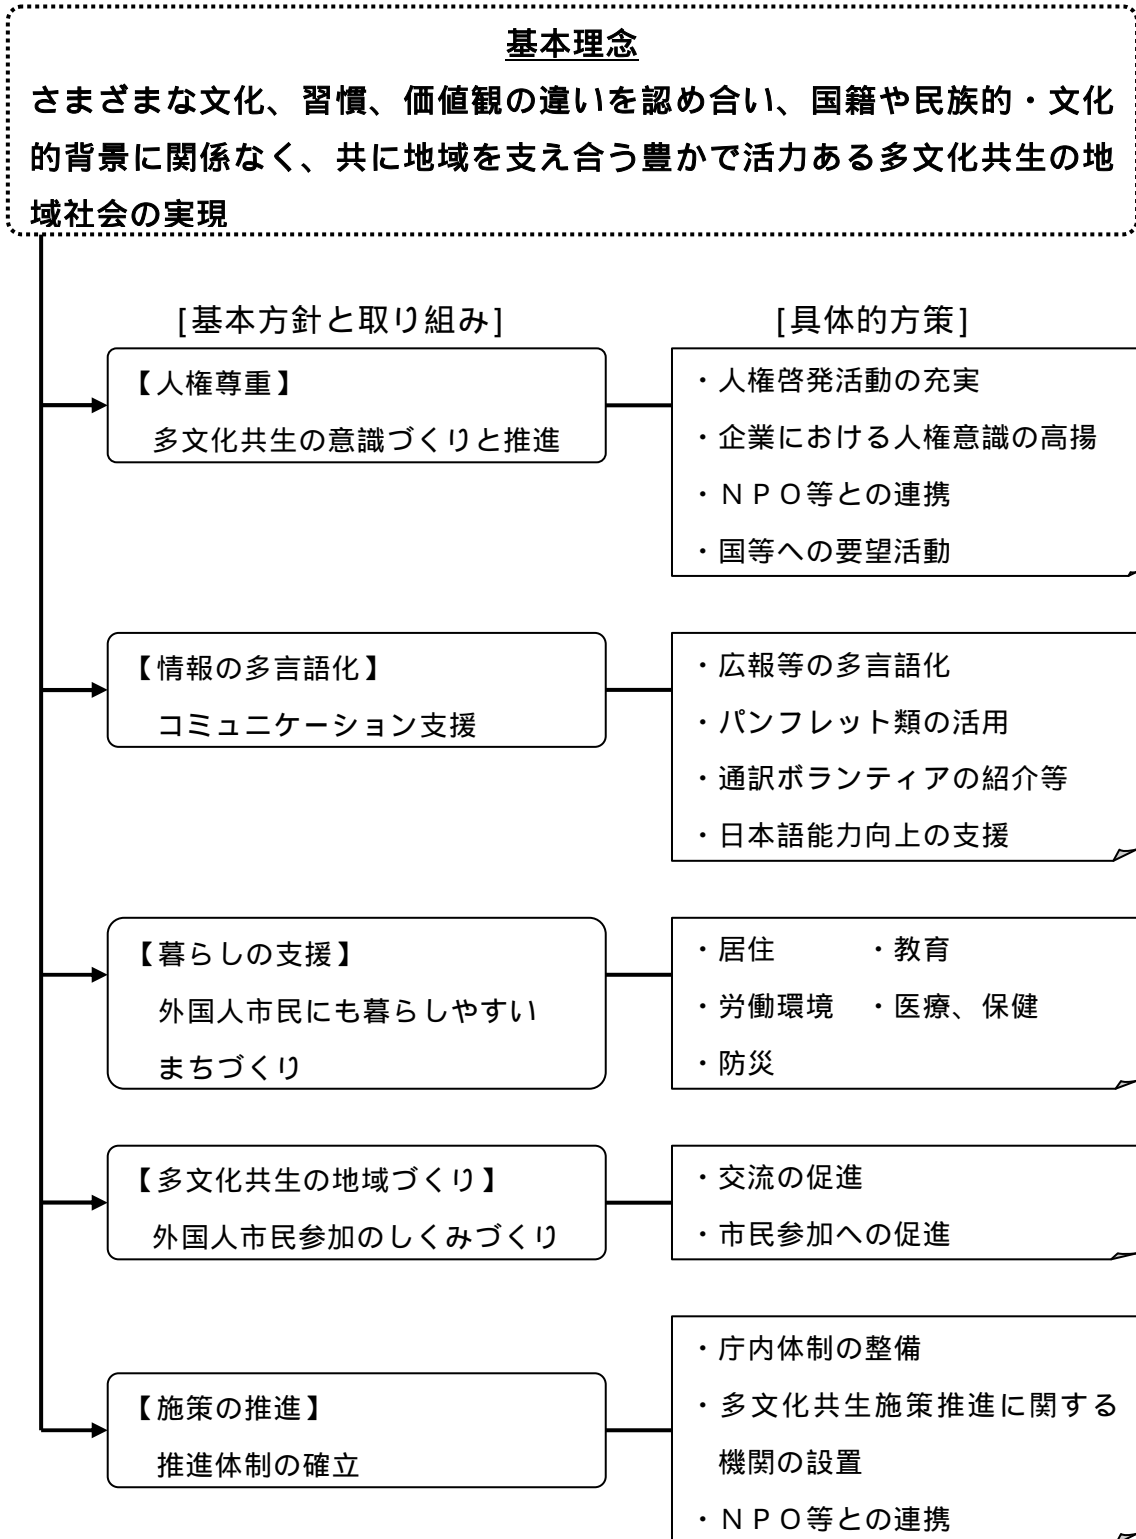 基本理念
さまざまな文化、習慣、価値観の違いを認め合い、国籍や民族的・文化
的背景に関係なく、共に地域を支え合う豊かで活力ある多文化共生の地
域社会の実現
[基本方針と取り組み]
[具体的方策]
【人権尊重】
多文化共生の意識づくりと推進
・人権啓発活動の充実
・企業における人権意識の高揚
・ＮＰＯ等との連携
・国等への要望活動
【情報の多言語化】
コミュニケーション支援
・広報等の多言語化
・パンフレット類の活用
・通訳ボランティアの紹介等
・日本語能力向上の支援
【暮らしの支援】
外国人市民にも暮らしやすい
まちづくり
・居住　　　・教育
・労働環境　・医療、保健
・防災
【多文化共生の地域づくり】
外国人市民参加のしくみづくり
・交流の促進
・市民参加への促進
【施策の推進】
推進体制の確立
・庁内体制の整備
・多文化共生施策推進に関する
機関の設置
・ＮＰＯ等との連携